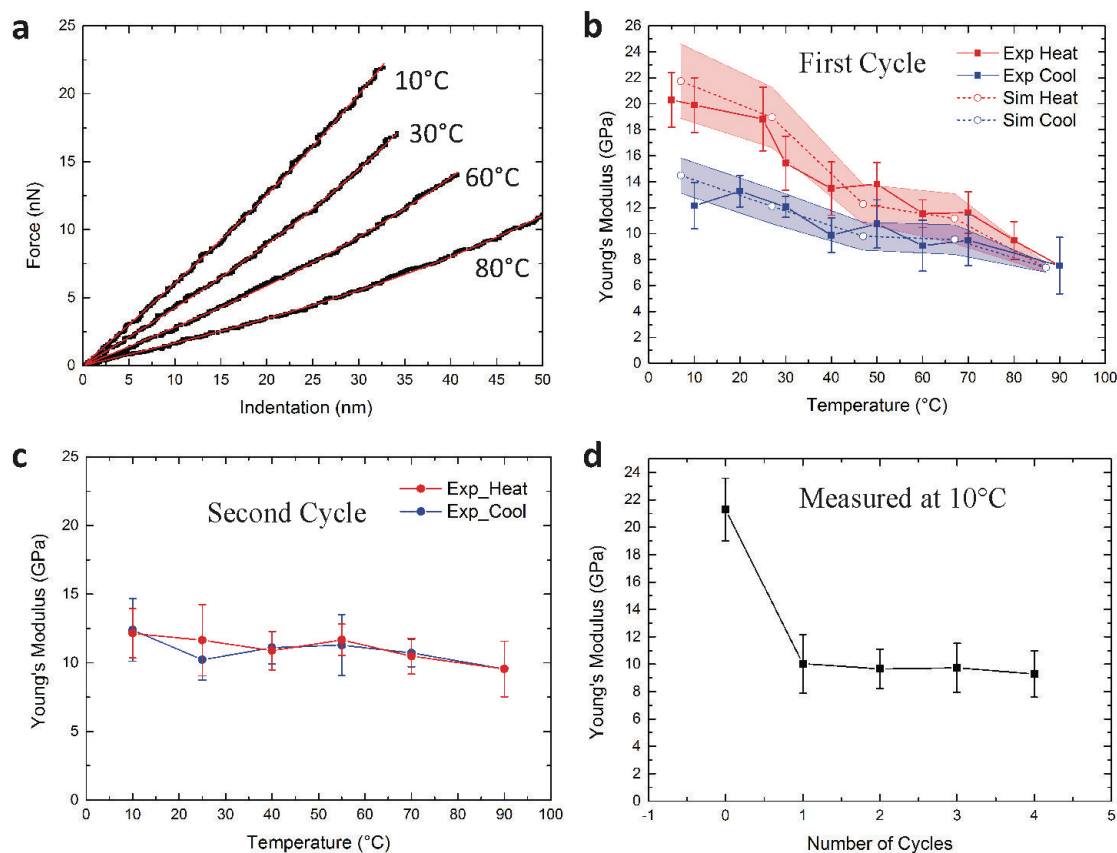 a
25
20
15
10
5
0
Force (nN)
10°C
30°C
60°C
80°C
0 5 10 15 20 25 30 35 40 45 50
Indentation (nm)
b
26
24
22
20
18
16
14
12
10
8
6
4
2
0
Young's Modulus (GPa)
First Cycle
Exp Heat
Exp Cool
Sim Heat
Sim Cool
0 10 20 30 40 50 60 70 80 90 100
Temperature (°C)
c
25
20
15
10
5
0
Young's Modulus (GPa)
Second Cycle
Exp_Heat
Exp_Cool
0 10 20 30 40 50 60 70 80 90 100
Temperature (°C)
d
24
22
20
18
16
14
12
10
8
6
4
2
0
Young's Modulus (GPa)
Measured at 10°C
-1 0 1 2 3 4 5
Number of Cycles